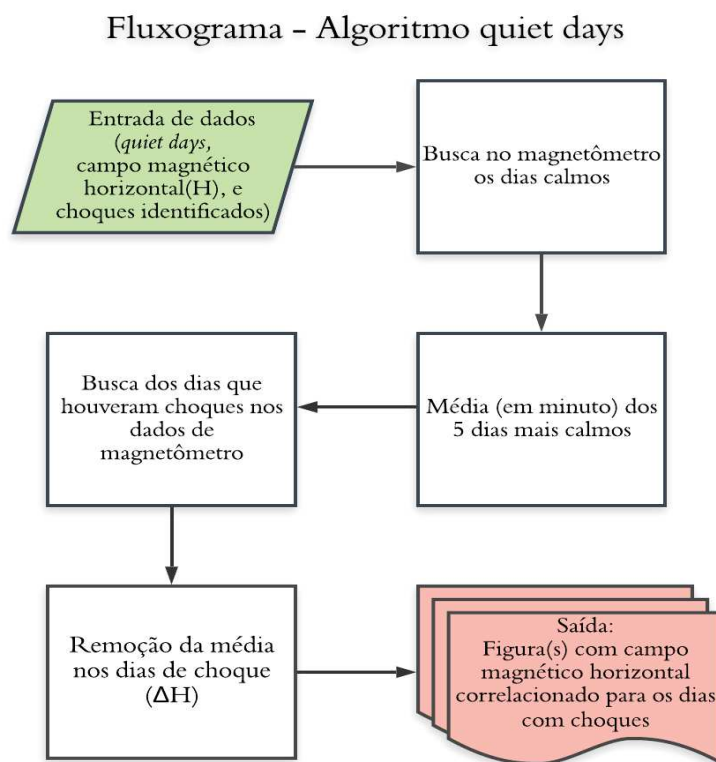 Fluxograma - Algoritmo quiet days
Entrada de dados
(quiet days,
campo magnético
horizontal(H), e
choques identificados)
Busca no magnetômetro
os dias calmos
Média (em minuto) dos
5 dias mais calmos
Busca dos dias que
houveram choques nos
dados de
magnetômetro
Remoção da média
nos dias de choque
(ΔH)
Saída:
Figura(s) com campo
magnético horizontal
correlacionado para os dias
com choques